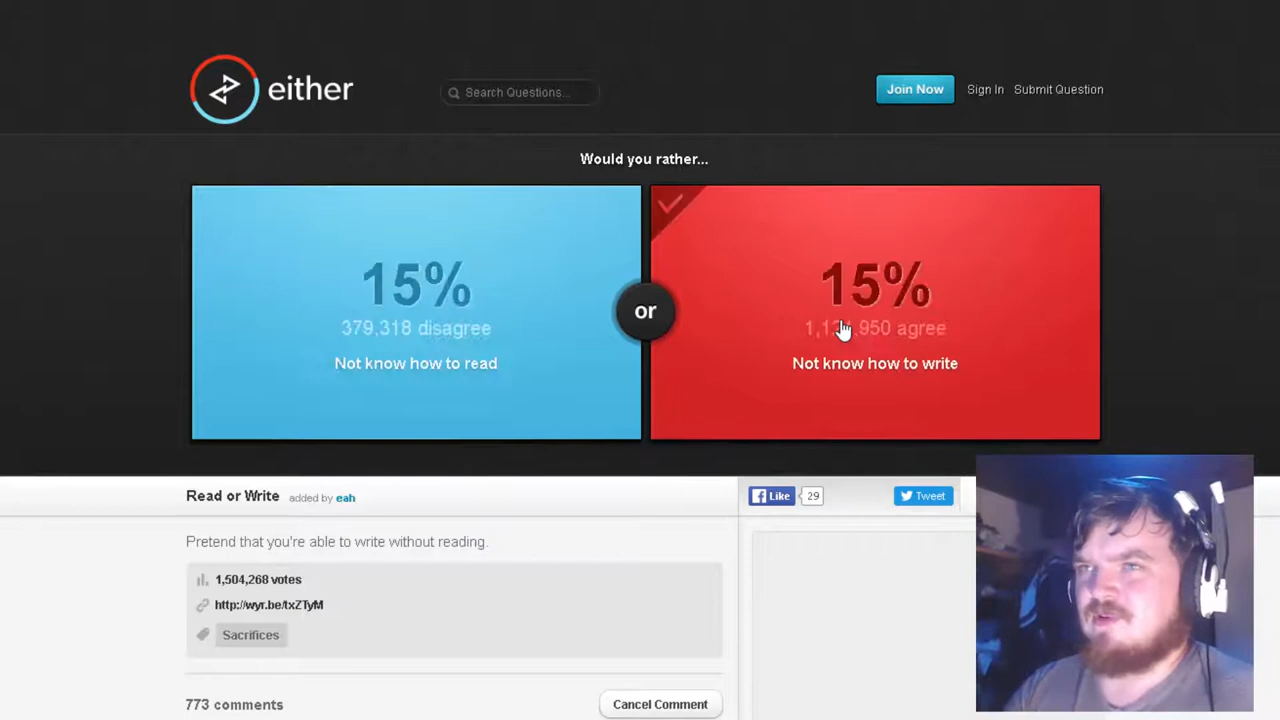 either
Search Questions...
Join Now
Sign In
Submit Question
Would you rather...
15%
379,318 disagree
Not know how to read
or
15%
agree
Not know how to write
Read or Write
added by eah
Like
29
Tweet
Pretend that you're able to write without reading.
1,504,268 votes
http://wyr.be/txZTyM
Sacrifices
773 comments
Cancel Comment